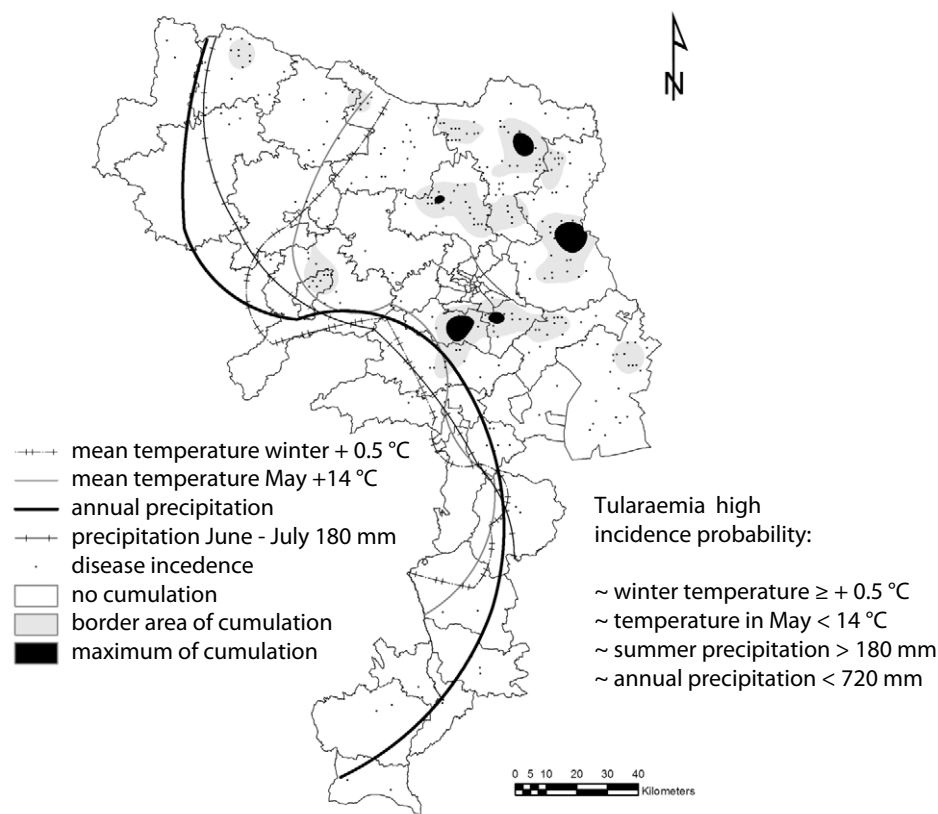 N
mean temperature winter + 0.5 °C
mean temperature May +14 °C
annual precipitation
precipitation June - July 180 mm
disease incedence
no cumulation
border area of cumulation
maximum of cumulation
Tularaemia high
incidence probability:
~ winter temperature ≥ + 0.5 °C
~ temperature in May < 14 °C
~ summer precipitation > 180 mm
~ annual precipitation < 720 mm
0 5 10 20 30 40
Kilometers